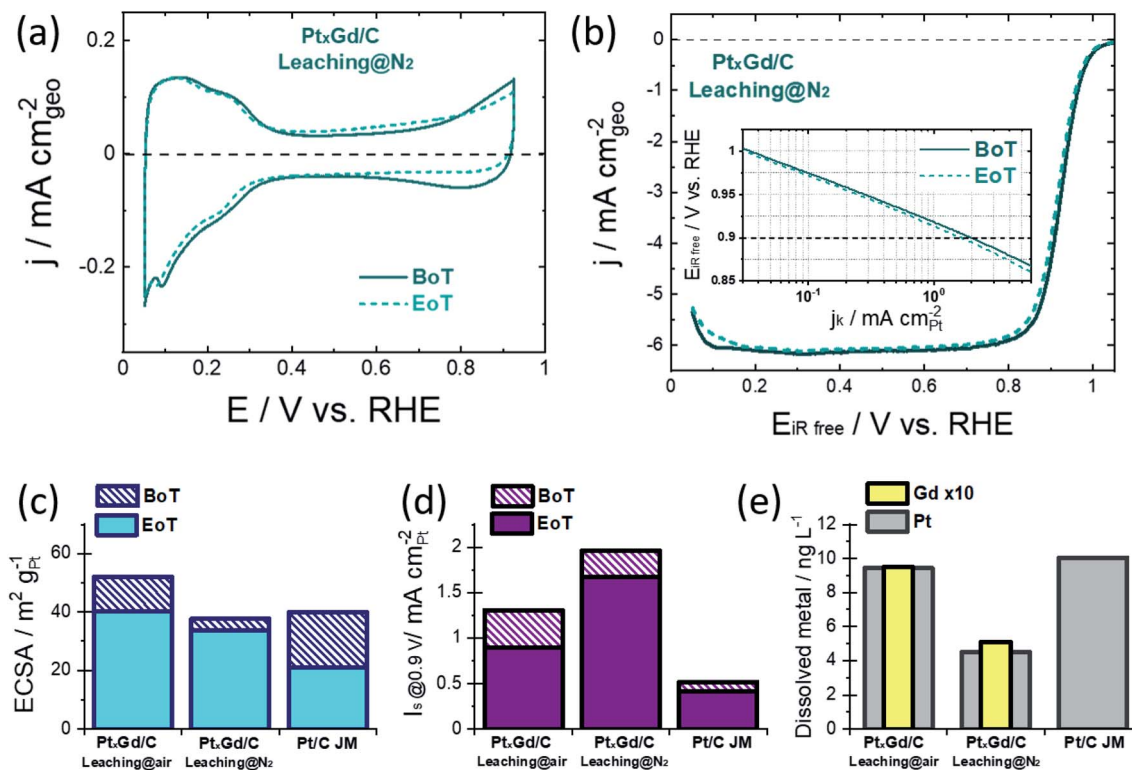 (a)
0.2
0
-0.2
j / mA cm⁻²geo
PtxGd/C
Leaching@N₂
BoT
EoT
0
0.2
0.4
0.6
0.8
1
E / V vs. RHE
(b)
0
-1
-2
-3
-4
-5
-6
j / mA cm⁻²geo
PtxGd/C
Leaching@N₂
EiR free / V vs. RHE
1
0.95
0.9
0.85
BoT
EoT
10⁻¹
10⁰
jk / mA cm⁻²Pt
0
0.2
0.4
0.6
0.8
1
EiR free / V vs. RHE
(c)
BoT
EoT
60
40
20
0
ECSA / m² g⁻¹Pt
PtxGd/C
Leaching@air
PtxGd/C
Leaching@N₂
Pt/C JM
(d)
BoT
EoT
2
1.5
1
0.5
0
Is@0.9 V/ mA cm⁻²Pt
PtxGd/C
Leaching@air
PtxGd/C
Leaching@N₂
Pt/C JM
(e)
Gd x10
Pt
12
10
8
6
4
2
0
Dissolved metal / ng L⁻¹
PtxGd/C
Leaching@air
PtxGd/C
Leaching@N₂
Pt/C JM